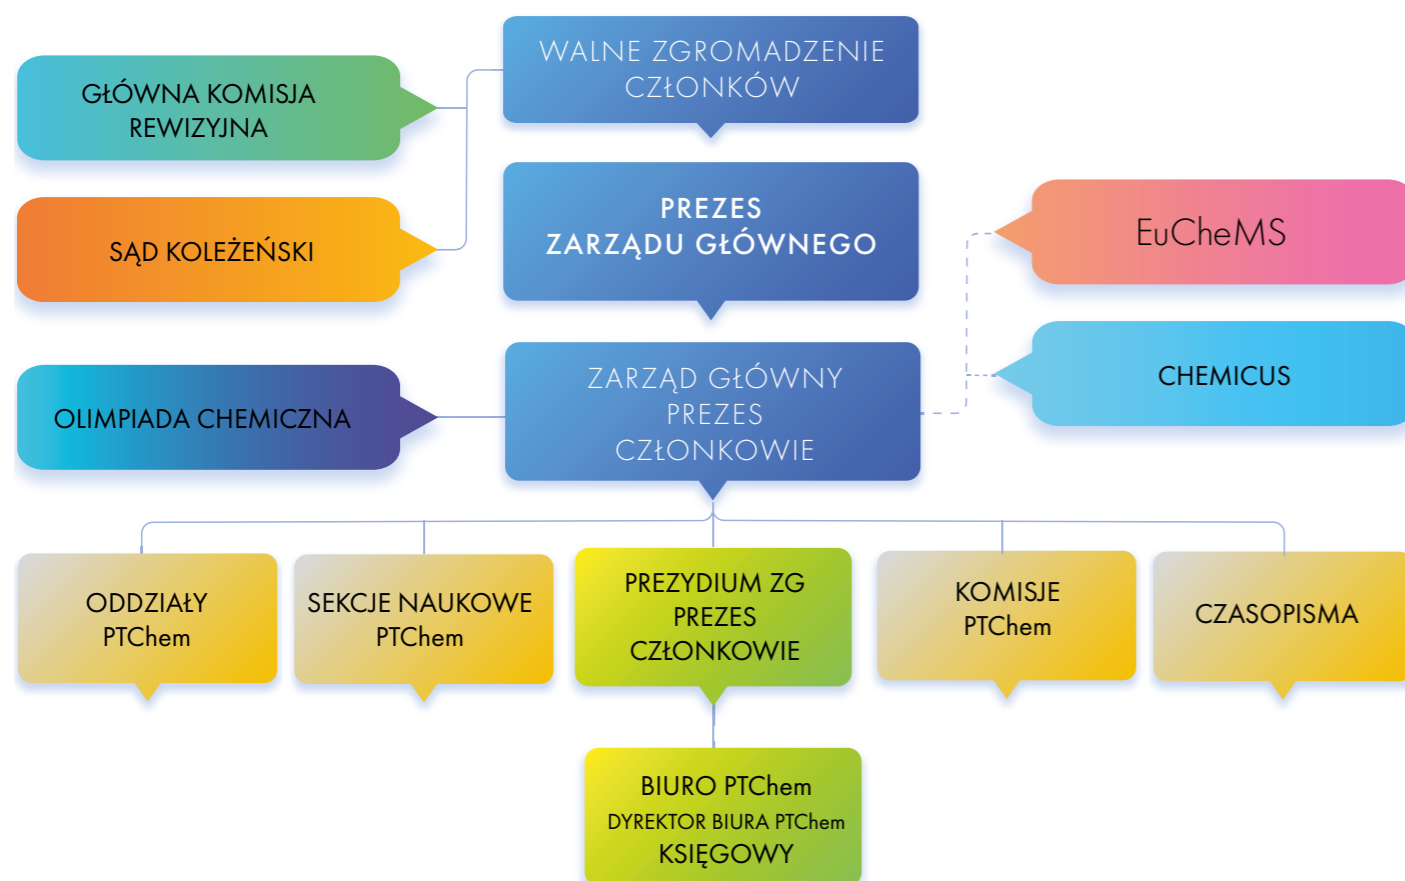 WALNE ZGROMADZENIE
CZŁONKÓW
GŁÓWNA KOMISJA
REWIZYJNA
SĄD KOLEŻEŃSKI
PREZES
ZARZĄDU GŁÓWNEGO
EuCheMS
CHEMICUS
OLIMPIADA CHEMICZNA
ZARZĄD GŁÓWNY
PREZES
CZŁONKOWIE
ODDZIAŁY
PTChem
SEKCJE NAUKOWE
PTChem
PREZYDIUM ZG
PREZES
CZŁONKOWIE
KOMISJE
PTChem
CZASOPISMA
BIURO PTChem
DYREKTOR BIURA PTChem
KSIĘGOWY